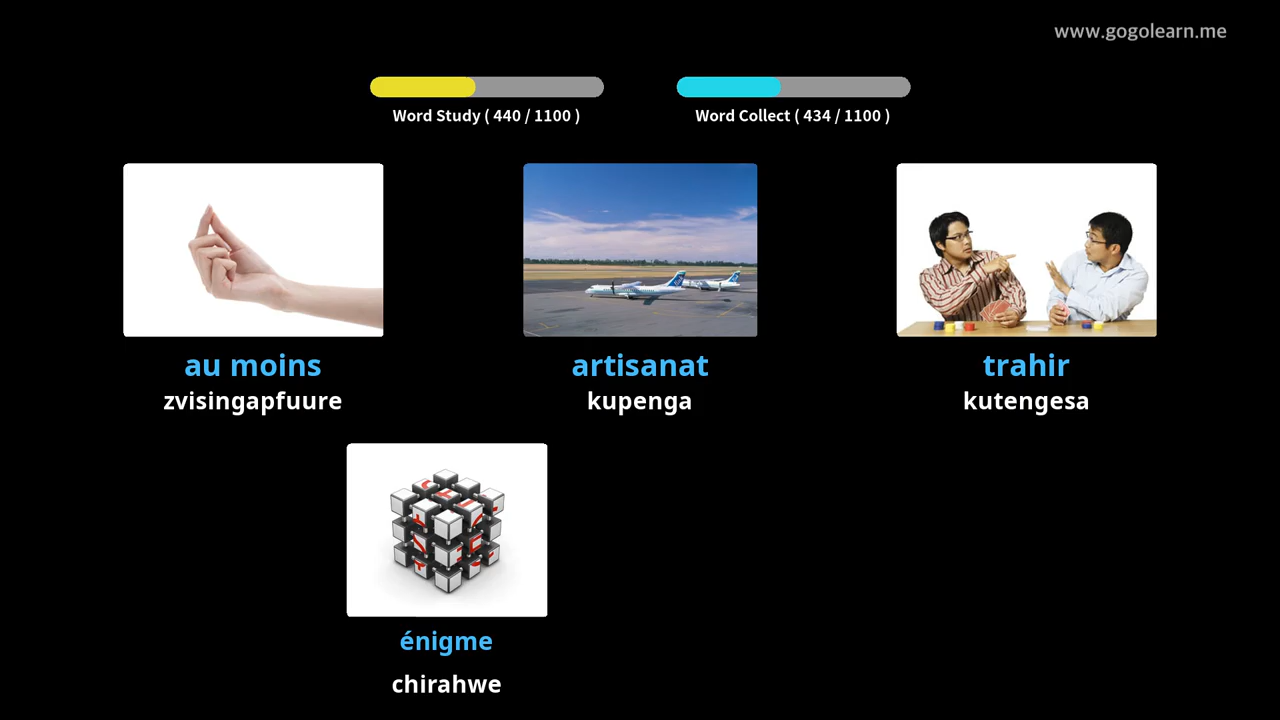 www.gogolearn.me
Word Study ( 440 / 1100 )
Word Collect ( 434 / 1100 )
au moins
zvisingapfuure
artisanat
kupenga
trahir
kutengesa
énigme
chirahwe